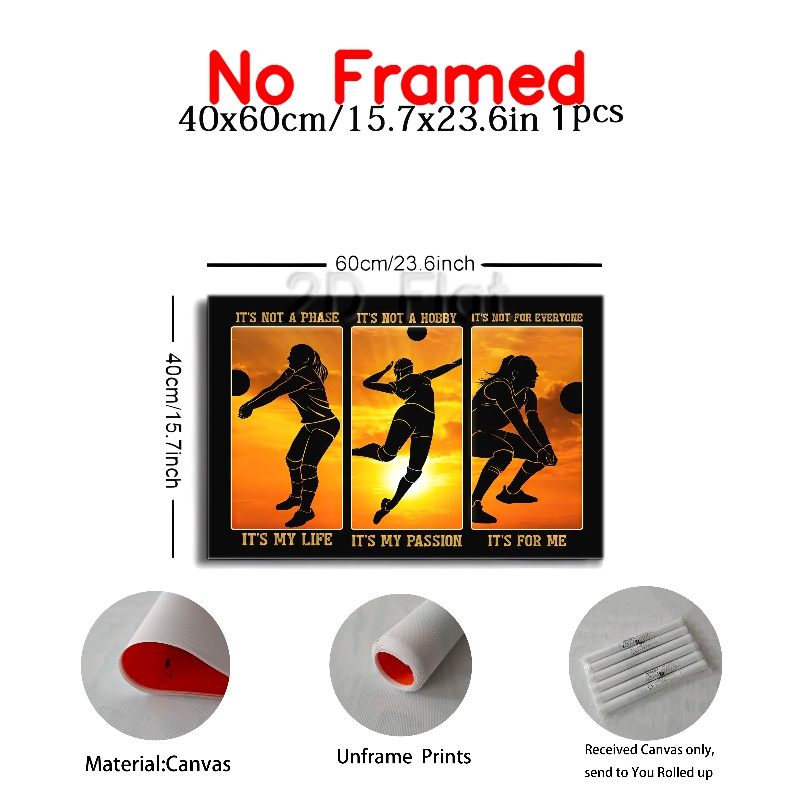 No Framed
40x60cm/15.7x23.6in 1pcs
60cm/23.6inch
2D Flat
40cm/15.7inch
IT'S NOT A PHASE
IT'S NOT A HOBBY
IT'S NOT FOR EVERYONE
IT'S MY LIFE
IT'S MY PASSION
IT'S FOR ME
Material:Canvas
Unframe Prints
Received Canvas only,
send to You Rolled up